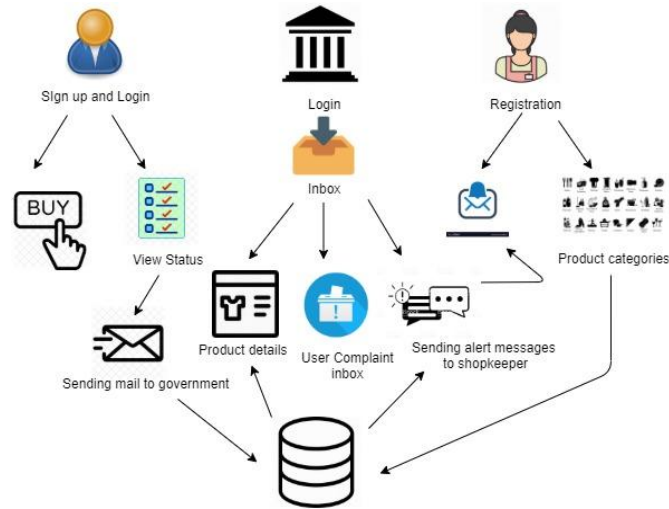 SIgn up and Login
Login
Registration
Inbox
BUY
View Status
Product categories
Product details
User Complaint
inbox
Sending alert messages
to shopkeeper
Sending mail to government